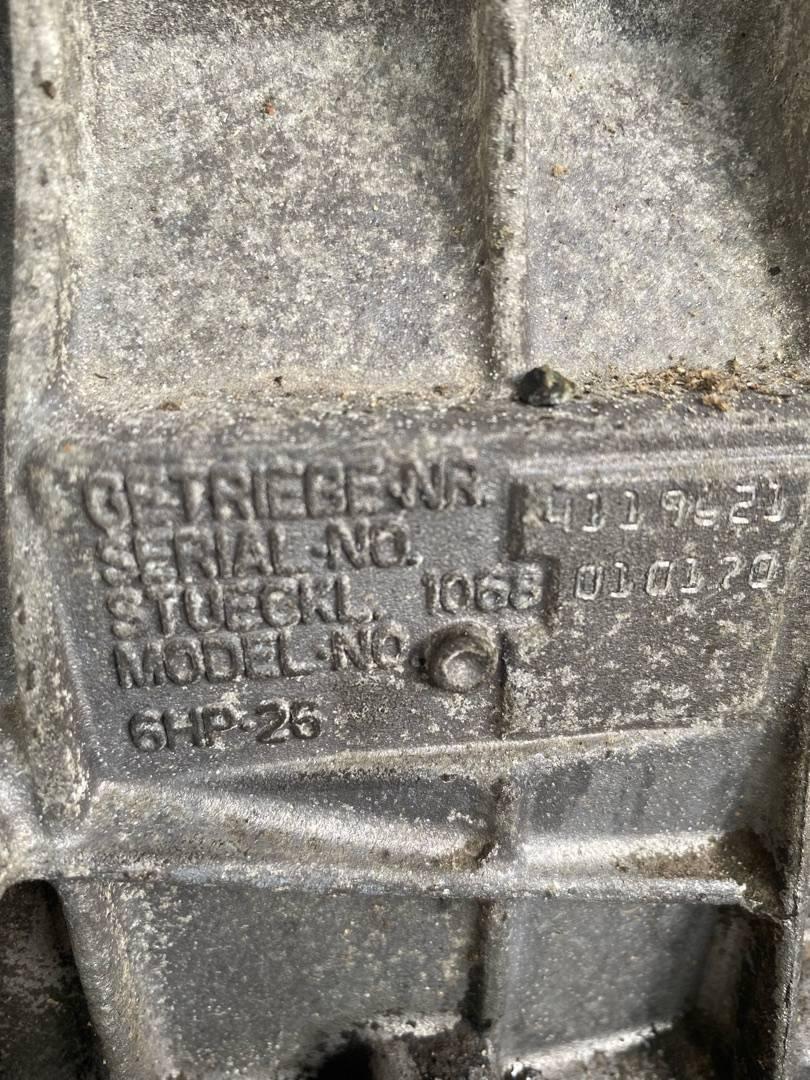 GETRIEBE·NR. 4119621
SERIAL·NO.
STUECKL. 1068 010170
MODEL·NO.
6HP·26